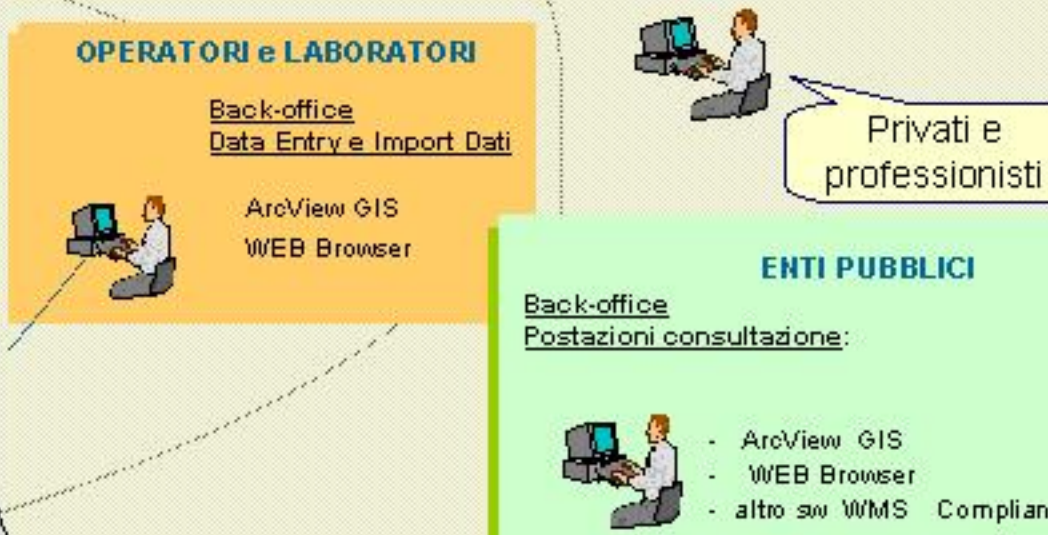 OPERATORI e LABORATORI
Back-office
Data Entry e Import Dati
ArcView GIS
WEB Browser
Privati e
professionisti
ENTI PUBBLICI
Back-office
Postazioni consultazione:
- ArcView GIS
- WEB Browser
- altro sw WMS Complian